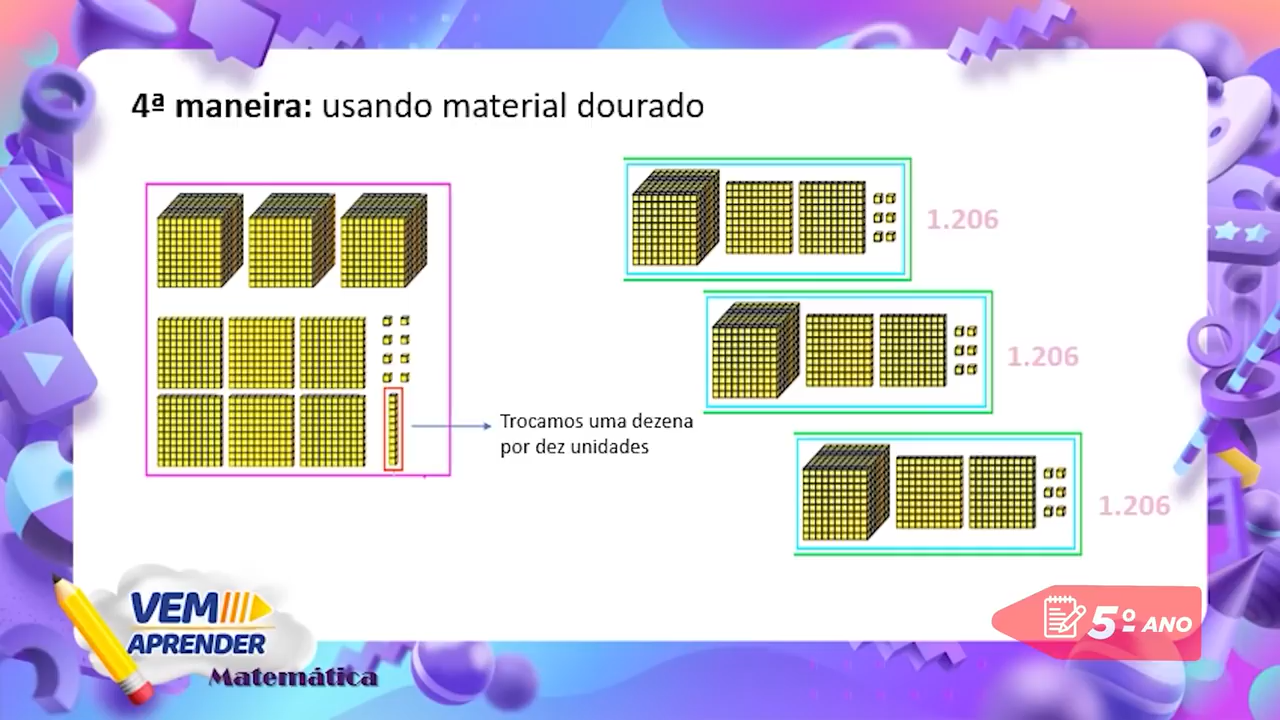 4ª maneira: usando material dourado
1.206
1.206
Trocamos uma dezena
por dez unidades
1.206
VEM
APRENDER
Matemática
5º ANO